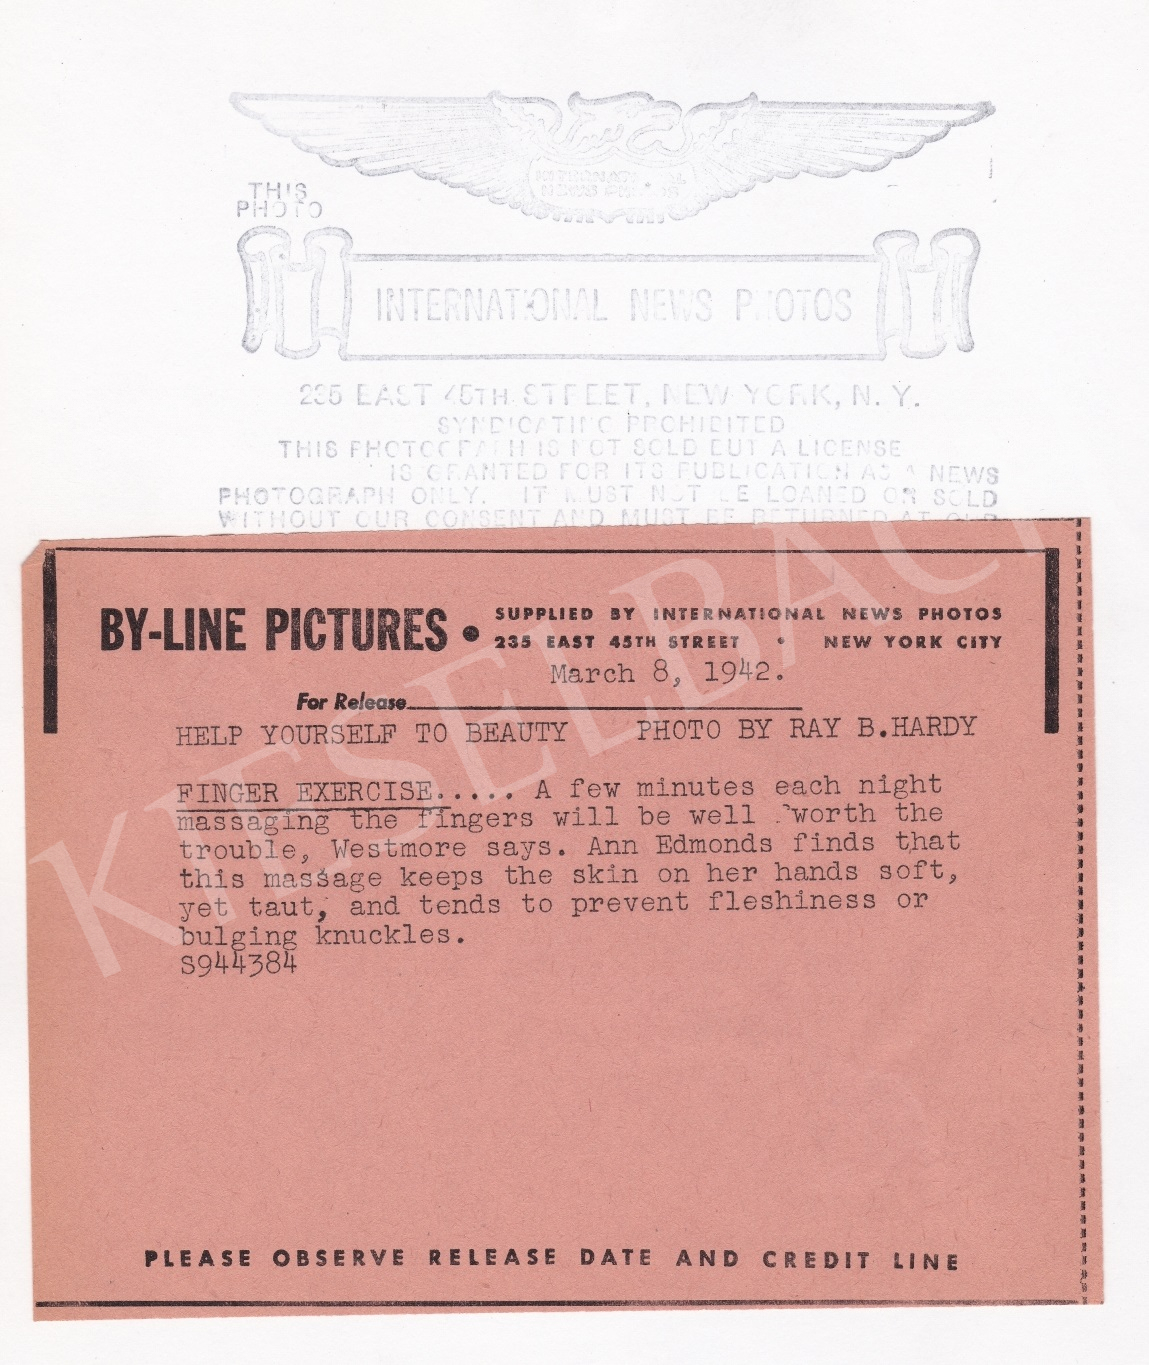 THIS
PHOTO
INTERNATIONAL NEWS PHOTOS
235 EAST 45TH STREET, NEW YORK, N. Y.
SYNDICATING PROHIBITED
THIS PHOTOGRAPH IS NOT SOLD BUT A LICENSE
IS GRANTED FOR ITS PUBLICATION AS A NEWS
PHOTOGRAPH ONLY. IT MUST NOT BE LOANED OR SOLD
WITHOUT OUR CONSENT AND MUST BE RETURNED AT OUR
BY-LINE PICTURES • SUPPLIED BY INTERNATIONAL NEWS PHOTOS
235 EAST 45TH STREET • NEW YORK CITY
March 8, 1942.
For Release
HELP YOURSELF TO BEAUTY PHOTO BY RAY B.HARDY
FINGER EXERCISE..... A few minutes each night
massaging the fingers will be well worth the
trouble, Westmore says. Ann Edmonds finds that
this massage keeps the skin on her hands soft,
yet taut, and tends to prevent fleshiness or
bulging knuckles.
S944384
PLEASE OBSERVE RELEASE DATE AND CREDIT LINE
KIESELBACH